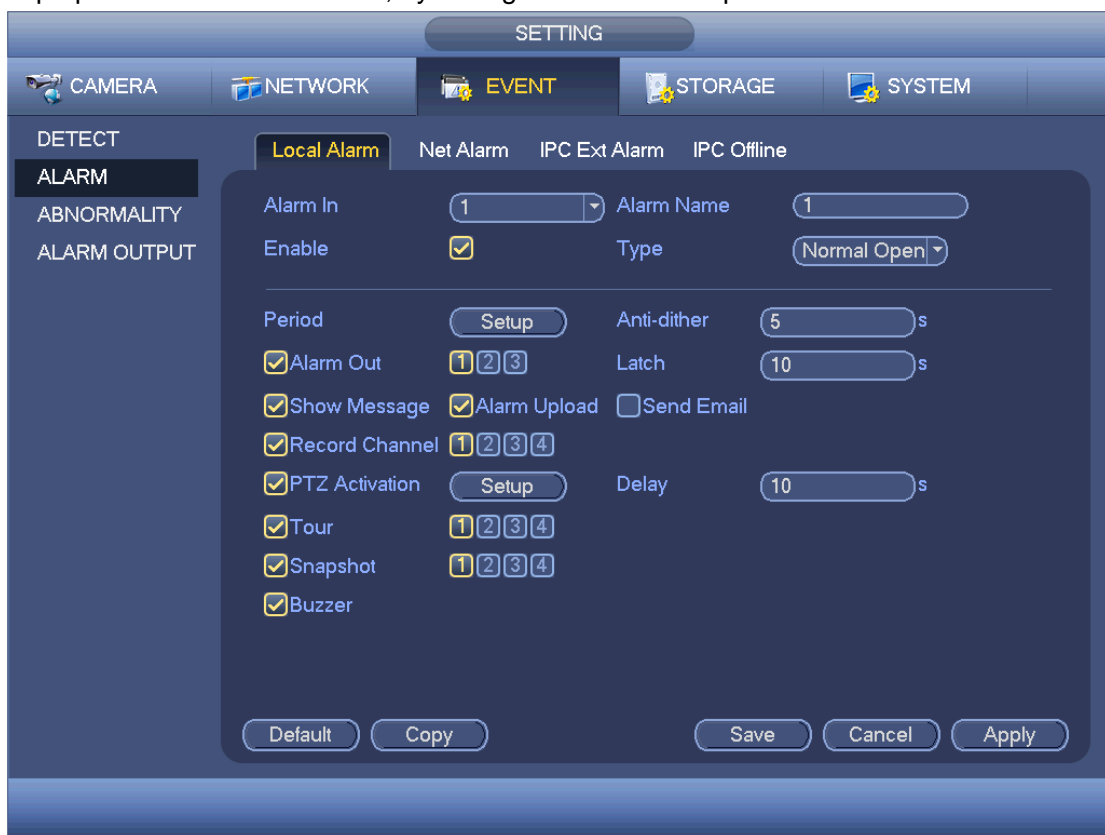 SETTING
CAMERA NETWORK EVENT STORAGE SYSTEM
DETECT
ALARM
ABNORMALITY
ALARM OUTPUT
Local Alarm Net Alarm IPC Ext Alarm IPC Offline
Alarm In 1 Alarm Name 1
Enable Type Normal Open
Period Setup Anti-dither 5 s
Alarm Out 1 2 3 Latch 10 s
Show Message Alarm Upload Send Email
Record Channel 1 2 3 4
PTZ Activation Setup Delay 10 s
Tour 1 2 3 4
Snapshot 1 2 3 4
Buzzer
Default Copy Save Cancel Apply